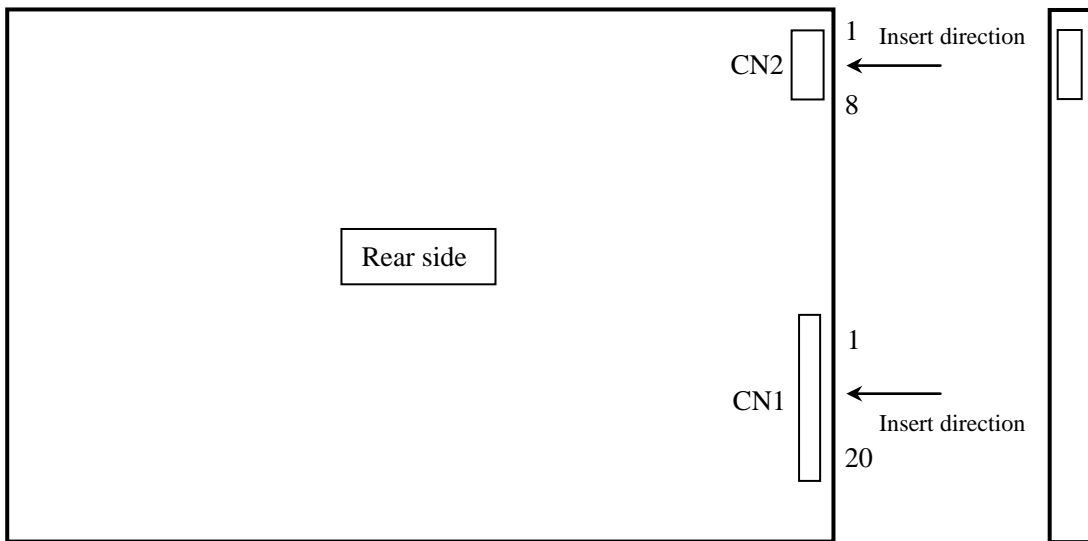 1
Insert direction
CN2
8
Rear side
1
CN1
Insert direction
20